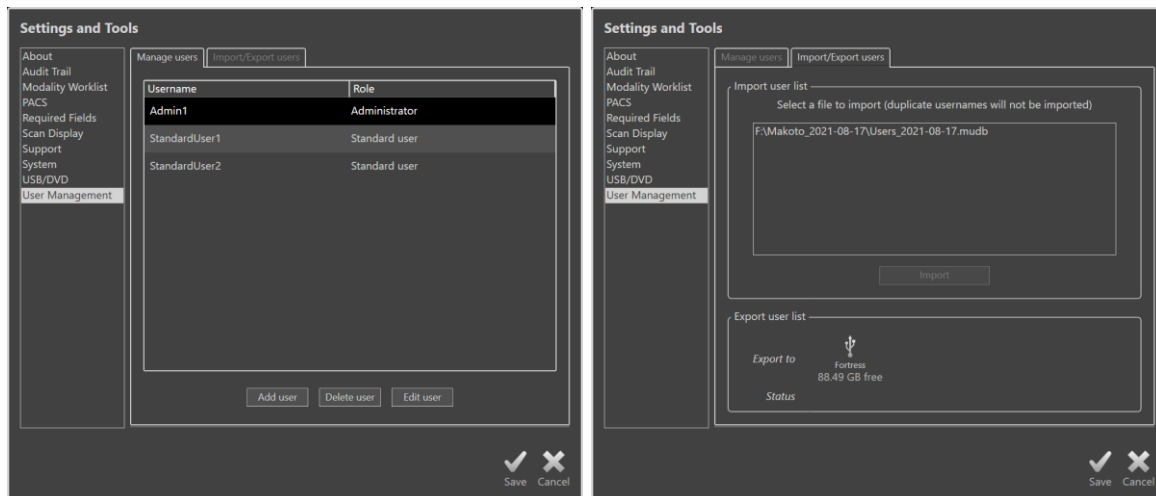 Settings and Tools
About
Audit Trail
Modality Worklist
PACS
Required Fields
Scan Display
Support
System
USB/DVD
User Management
Manage users
Import/Export users
Username Role
Admin1 Administrator
StandardUser1 Standard user
StandardUser2 Standard user
Add user Delete user Edit user
Save Cancel
Settings and Tools
About
Audit Trail
Modality Worklist
PACS
Required Fields
Scan Display
Support
System
USB/DVD
User Management
Manage users
Import/Export users
Import user list
Select a file to import (duplicate usernames will not be imported)
F:\Makoto_2021-08-17\Users_2021-08-17.mudb
Import
Export user list
Export to
Fortress
88.49 GB free
Status
Save Cancel